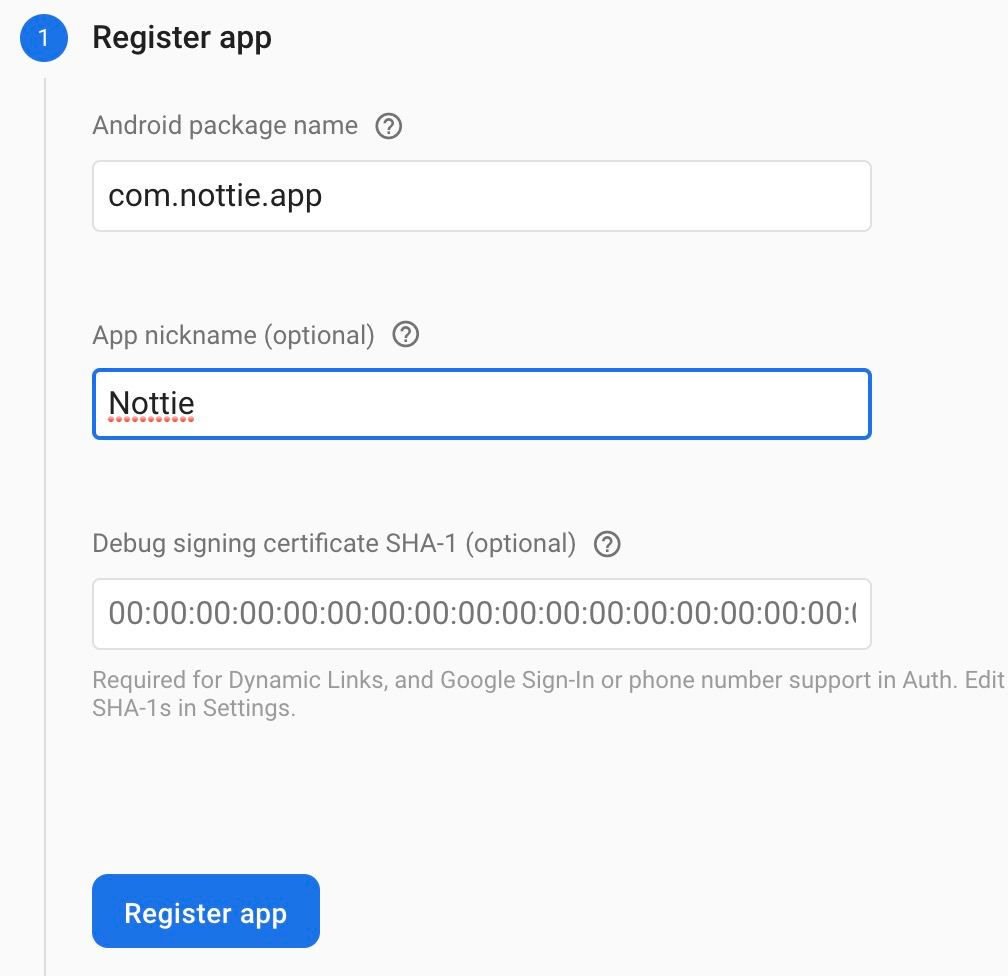 1 Register app
Android package name ?
com.nottie.app
App nickname (optional) ?
Nottie
Debug signing certificate SHA-1 (optional) ?
00:00:00:00:00:00:00:00:00:00:00:00:00:00:00:00:00:
Required for Dynamic Links, and Google Sign-In or phone number support in Auth. Edit
SHA-1s in Settings.
Register app